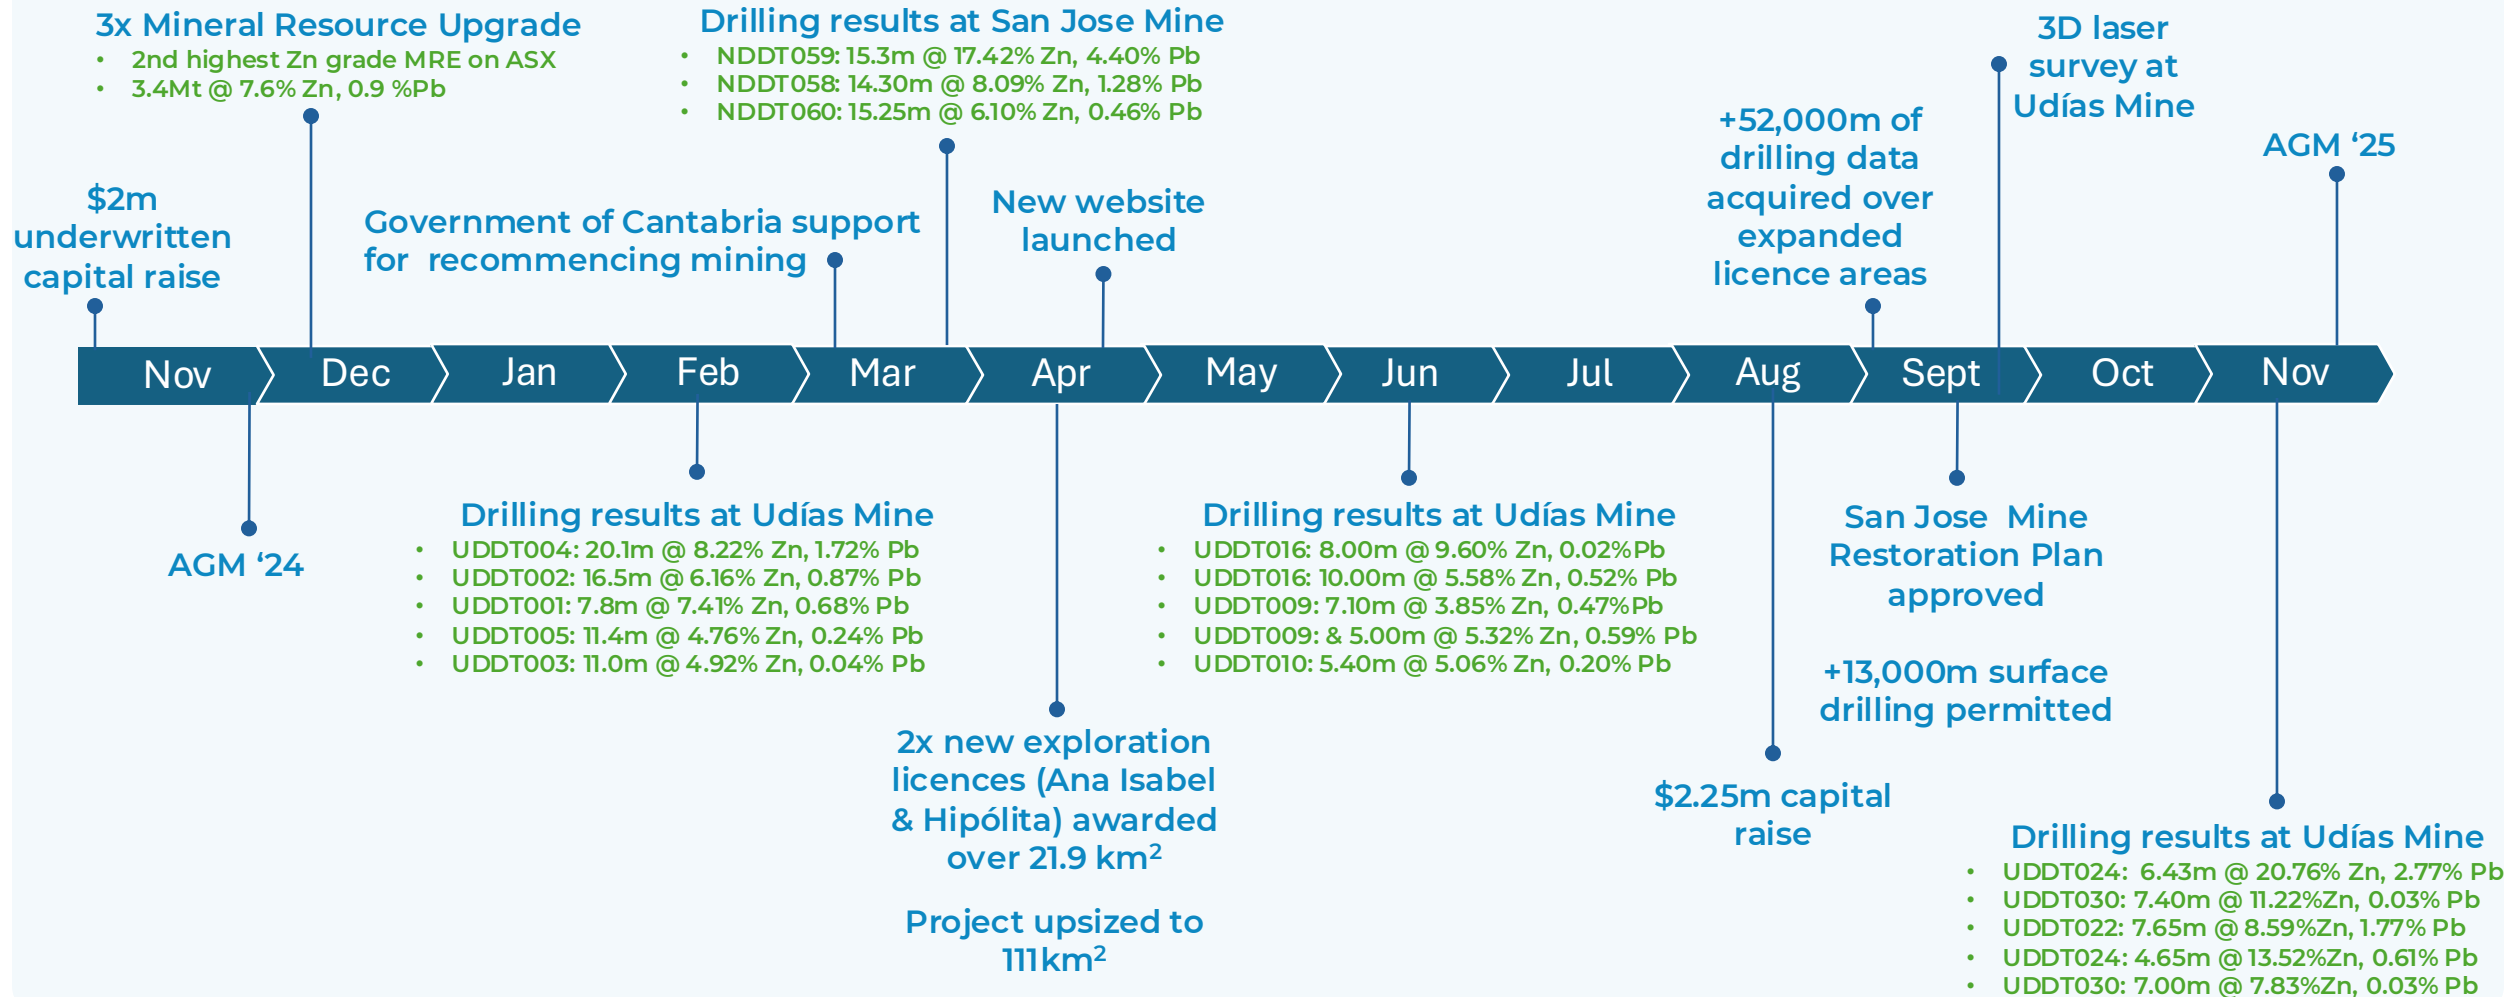 3x Mineral Resource Upgrade
• 2nd highest Zn grade MRE on ASX
• 3.4Mt @ 7.6% Zn, 0.9 %Pb
Drilling results at San Jose Mine
• NDDT059: 15.3m @ 17.42% Zn, 4.40% Pb
• NDDT058: 14.30m @ 8.09% Zn, 1.28% Pb
• NDDT060: 15.25m @ 6.10% Zn, 0.46% Pb
3D laser
survey at
Udías Mine
+52,000m of
drilling data
acquired over
expanded
licence areas
AGM ‘25
$2m
underwritten
capital raise
Government of Cantabria support
for  recommencing mining
New website
launched
Nov
Dec
Jan
Feb
Mar
Apr
May
Jun
Jul
Aug
Sept
Oct
Nov
AGM ‘24
Drilling results at Udías Mine
• UDDT004: 20.1m @ 8.22% Zn, 1.72% Pb
• UDDT002: 16.5m @ 6.16% Zn, 0.87% Pb
• UDDT001: 7.8m @ 7.41% Zn, 0.68% Pb
• UDDT005: 11.4m @ 4.76% Zn, 0.24% Pb
• UDDT003: 11.0m @ 4.92% Zn, 0.04% Pb
2x new exploration
licences (Ana Isabel
& Hipólita) awarded
over 21.9 km²
Project upsized to
111km²
Drilling results at Udías Mine
• UDDT016: 8.00m @ 9.60% Zn, 0.02%Pb
• UDDT016: 10.00m @ 5.58% Zn, 0.52% Pb
• UDDT009: 7.10m @ 3.85% Zn, 0.47%Pb
• UDDT009: & 5.00m @ 5.32% Zn, 0.59% Pb
• UDDT010: 5.40m @ 5.06% Zn, 0.20% Pb
$2.25m capital
raise
San Jose  Mine
Restoration Plan
approved
+13,000m surface
drilling permitted
Drilling results at Udías Mine
• UDDT024:  6.43m @ 20.76% Zn, 2.77% Pb
• UDDT030: 7.40m @ 11.22%Zn, 0.03% Pb
• UDDT022: 7.65m @ 8.59%Zn, 1.77% Pb
• UDDT024: 4.65m @ 13.52%Zn, 0.61% Pb
• UDDT030: 7.00m @ 7.83%Zn, 0.03% Pb